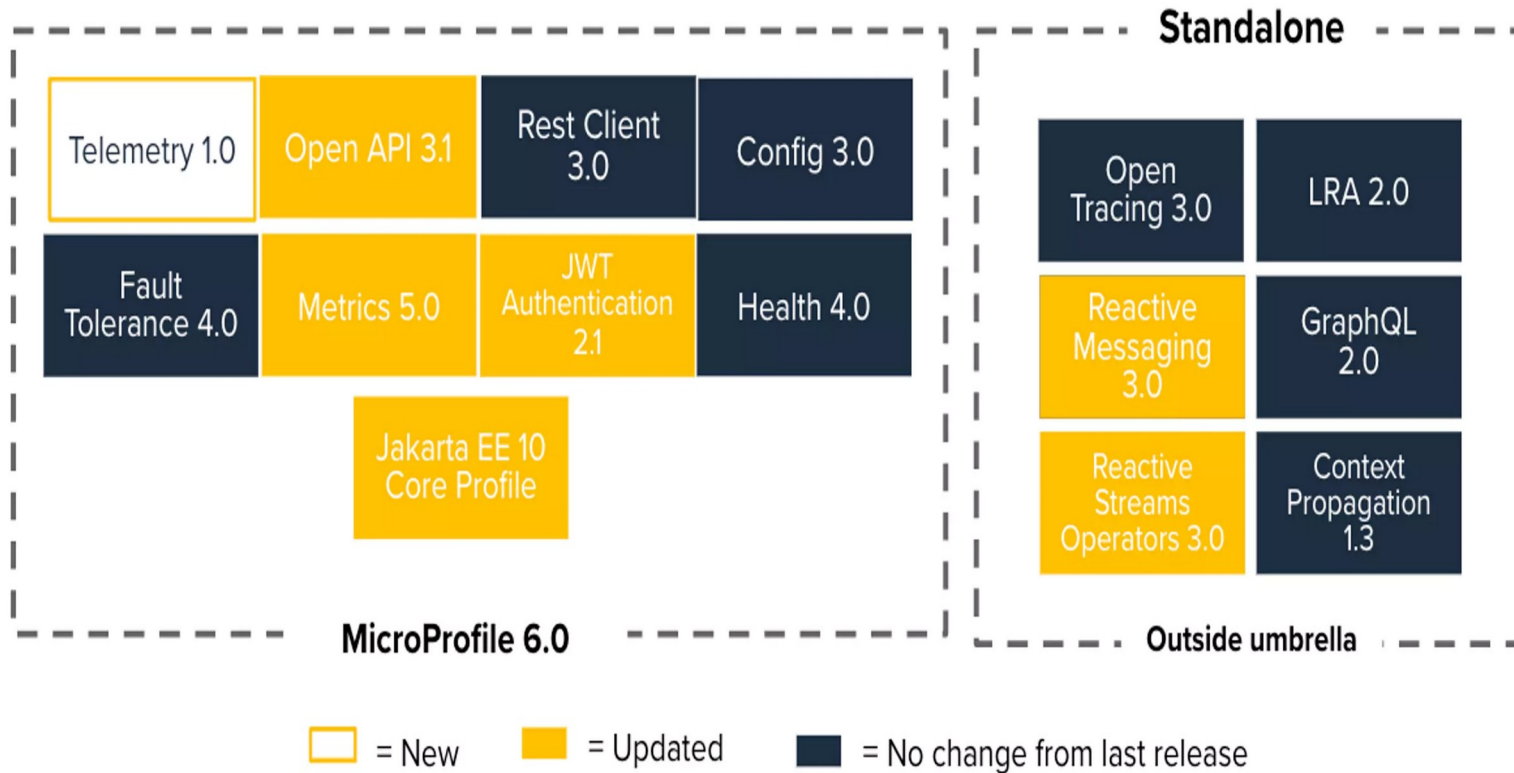 Standalone
Telemetry 1.0
Open API 3.1
Rest Client
3.0
Config 3.0
Fault
Tolerance 4.0
Metrics 5.0
JWT
Authentication
2.1
Health 4.0
Jakarta EE 10
Core Profile
MicroProfile 6.0
Open
Tracing 3.0
LRA 2.0
Reactive
Messaging
3.0
GraphQL
2.0
Reactive
Streams
Operators 3.0
Context
Propagation
1.3
Outside umbrella
= New
= Updated
= No change from last release